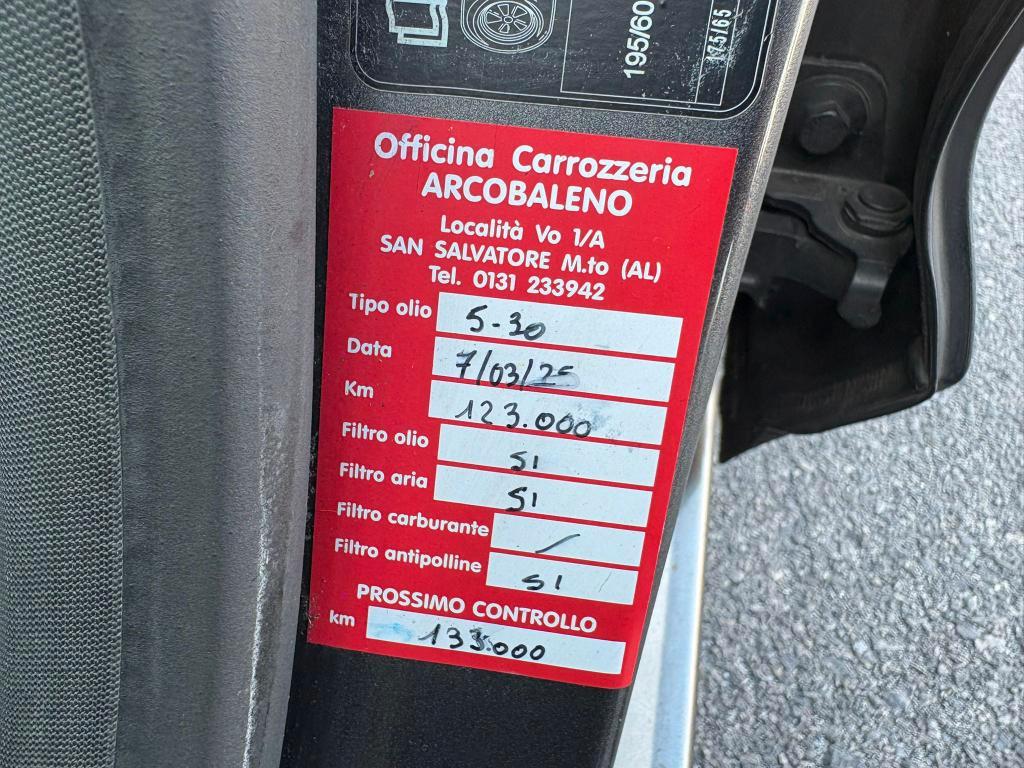 195/60
175/65
Officina Carrozzeria
ARCOBALENO
Località Vo 1/A
SAN SALVATORE M.to (AL)
Tel. 0131 233942
Tipo olio 5-30
Data 7/03/25
Km 123.000
Filtro olio SI
Filtro aria SI
Filtro carburante /
Filtro antipolline SI
PROSSIMO CONTROLLO
km 133.000